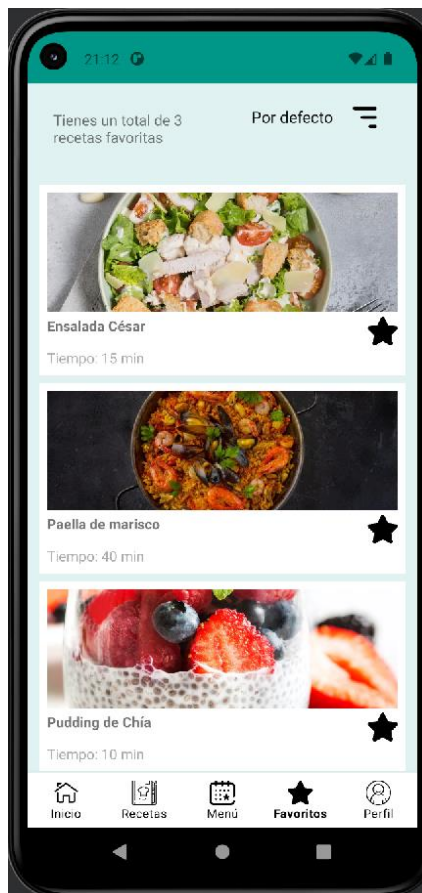 21:12
Tienes un total de 3
recetas favoritas
Por defecto
Ensalada César
Tiempo: 15 min
Paella de marisco
Tiempo: 40 min
Pudding de Chía
Tiempo: 10 min
Inicio
Recetas
Menú
Favoritos
Perfil